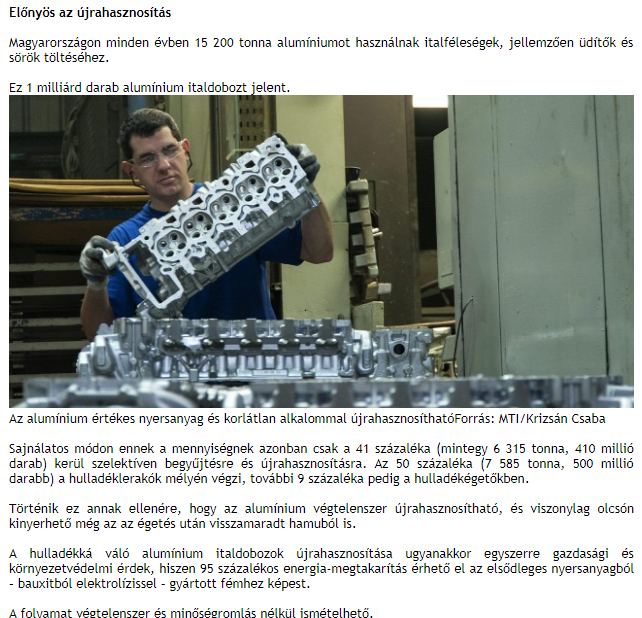 Előnyös az újrahasznosítás
Magyarországon minden évben 15 200 tonna alumíniumot használnak italféleségek, jellemzően üdítők és
sörök töltéséhez.
Ez 1 milliárd darab alumínium italdobozt jelent.
Az alumínium értékes nyersanyag és korlátlan alkalommal újrahasznosíthatóForrás: MTI/Krizsán Csaba
Sajnálatos módon ennek a mennyiségnek azonban csak a 41 százaléka (mintegy 6 315 tonna, 410 millió
darab) kerül szelektíven begyűjtésre és újrahasznosításra. Az 50 százaléka (7 585 tonna, 500 millió
darabb) a hulladéklerakók mélyén végzi, további 9 százaléka pedig a hulladékégetőkben.
Történik ez annak ellenére, hogy az alumínium végtelenszer újrahasznosítható, és viszonylag olcsón
kinyerhető még az az égetés után visszamaradt hamuból is.
A hulladékká váló alumínium italdobozok újrahasznosítása ugyanakkor egyszerre gazdasági és
környezetvédelmi érdek, hiszen 95 százalékos energia-megtakarítás érhető el az elsődleges nyersanyagból
- bauxitból elektrolízissel - gyártott fémhez képest.
A folyamat végtelenszer és minőségromlás nélkül ismételhető.